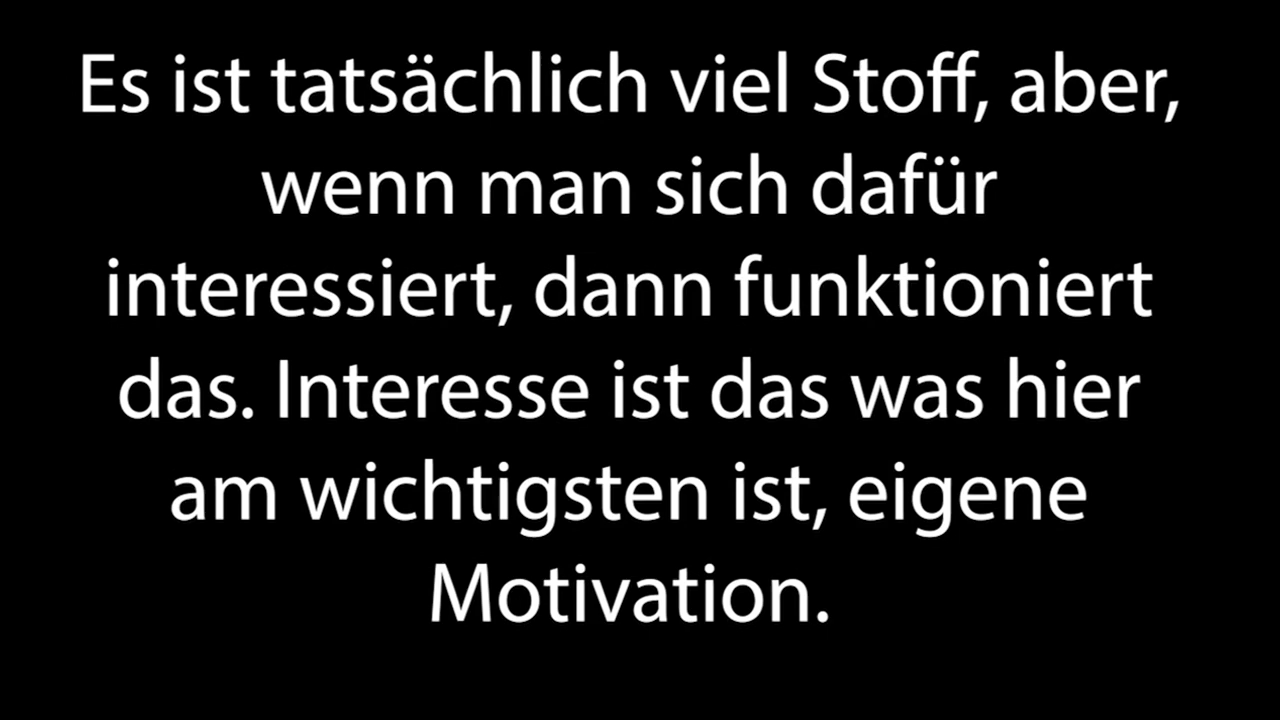 Es ist tatsächlich viel Stoff, aber,
wenn man sich dafür
interessiert, dann funktioniert
das. Interesse ist das was hier
am wichtigsten ist, eigene
Motivation.